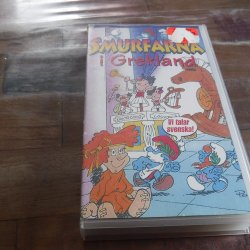 SMURFARNA
i Grekland
Vi talar
svenska!